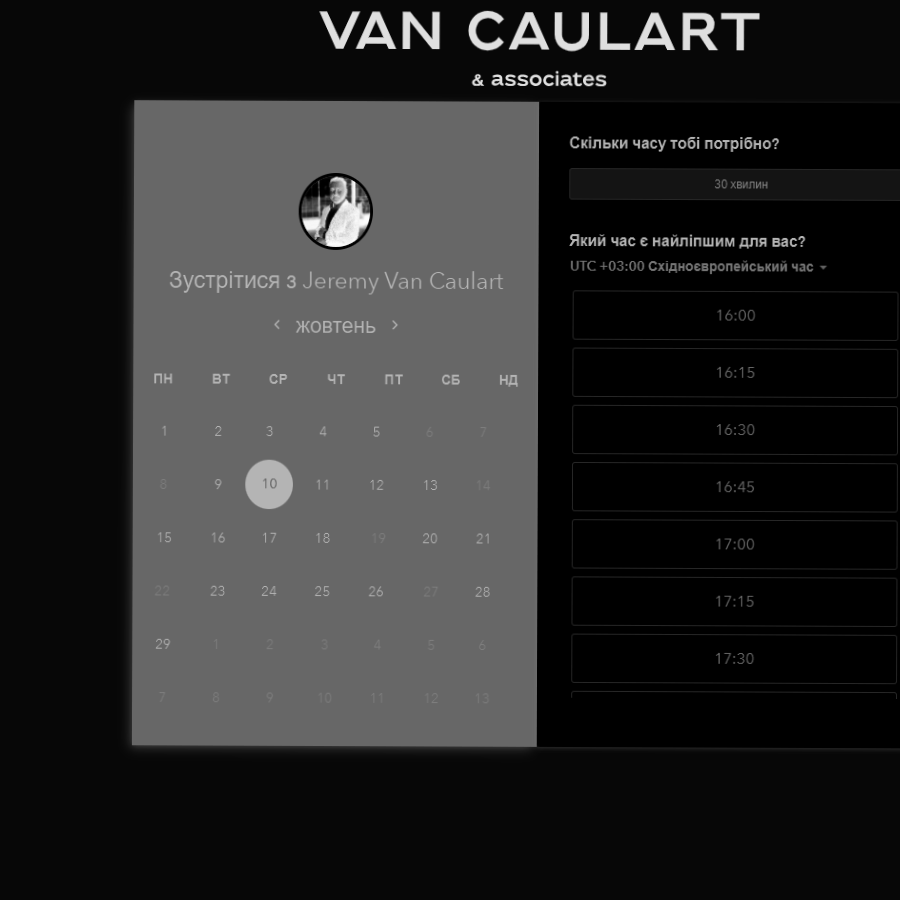 VAN CAULART
& associates
Зустрітися з Jeremy Van Caulart
жовтень
ПН ВТ СР ЧТ ПТ СБ НД
1 2 3 4 5 6 7
8 9 10 11 12 13 14
15 16 17 18 19 20 21
22 23 24 25 26 27 28
29 1 2 3 4 5 6
7 8 9 10 11 12 13
Скільки часу тобі потрібно?
30 хвилин
Який час є найліпшим для вас?
UTC +03:00 Східноєвропейський час
16:00
16:15
16:30
16:45
17:00
17:15
17:30